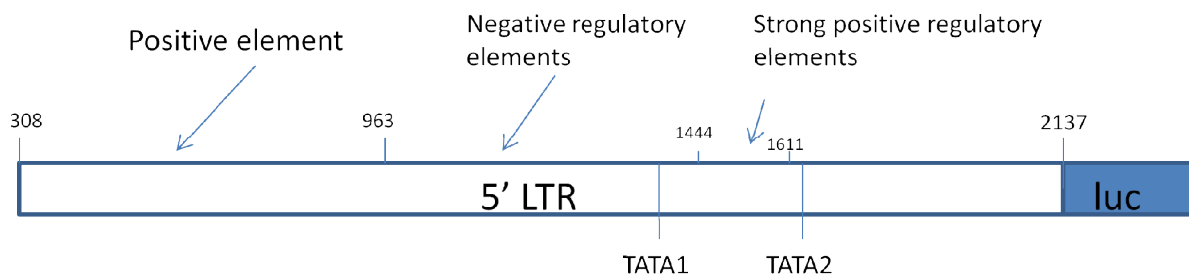 Positive element
Negative regulatory
elements
Strong positive regulatory
elements
308
963
1444
1611
2137
5' LTR
luc
TATA1
TATA2